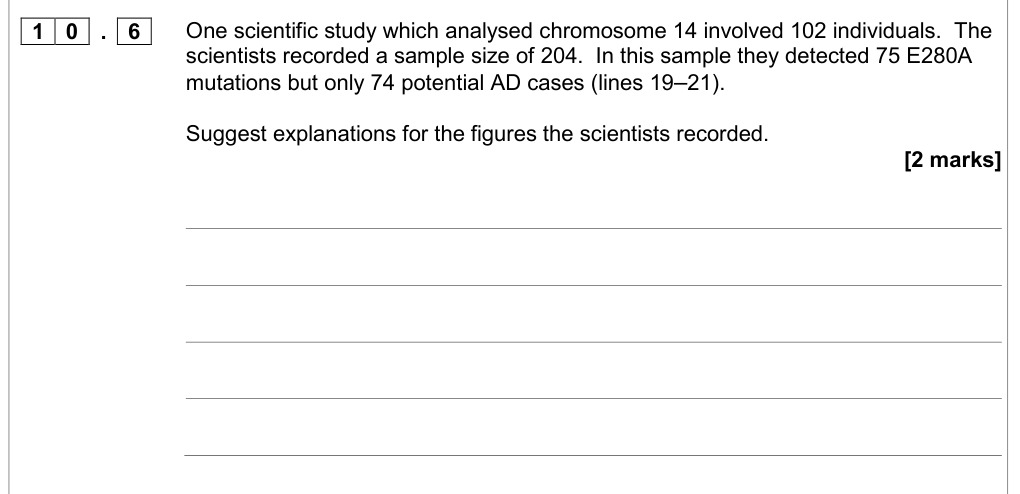 10.6 One scientific study which analysed chromosome 14 involved 102 individuals. The
scientists recorded a sample size of 204. In this sample they detected 75 E280A
mutations but only 74 potential AD cases (lines 19–21).
Suggest explanations for the figures the scientists recorded.
[2 marks]